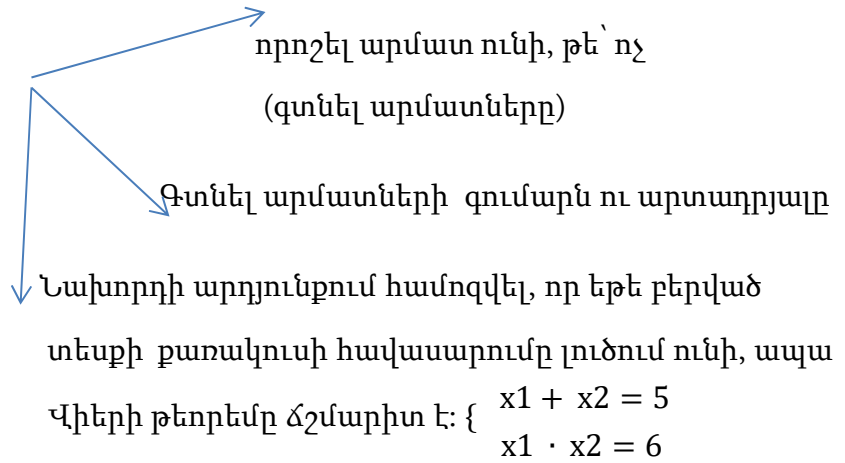 որոշել արմատ ունի, թե՝ ոչ
(գտնել արմատները)
Գտնել արմատների գումարն ու արտադրյալը
Նախորդի արդյունքում համոզվել, որ եթե բերված
տեսքի քառակուսի հավասարումը լուծում ունի, ապա
Վիերի թեորեմը ճշմարիտ է: { x1 + x2 = 5
x1 · x2 = 6